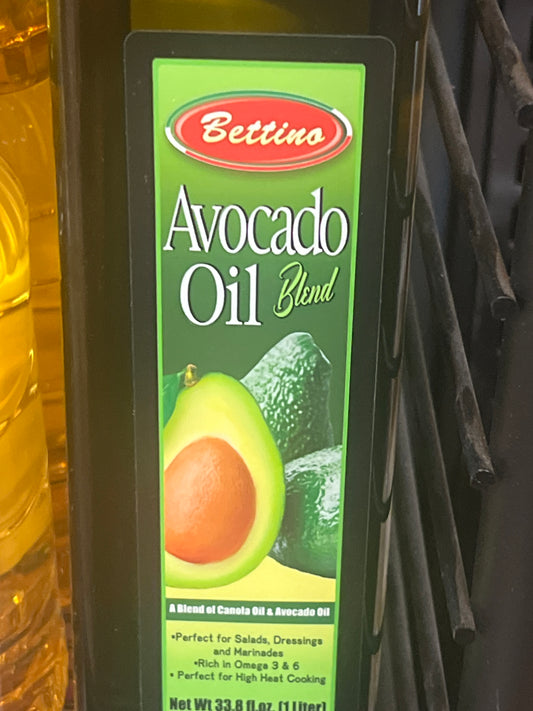 Bettino
Avocado
Oil Blend
A Blend of Canola Oil & Avocado Oil
•Perfect for Salads, Dressings
and Marinades
•Rich in Omega 3 & 6
• Perfect for High Heat Cooking
Net Wt 33.8 fl.oz. (1 Liter)